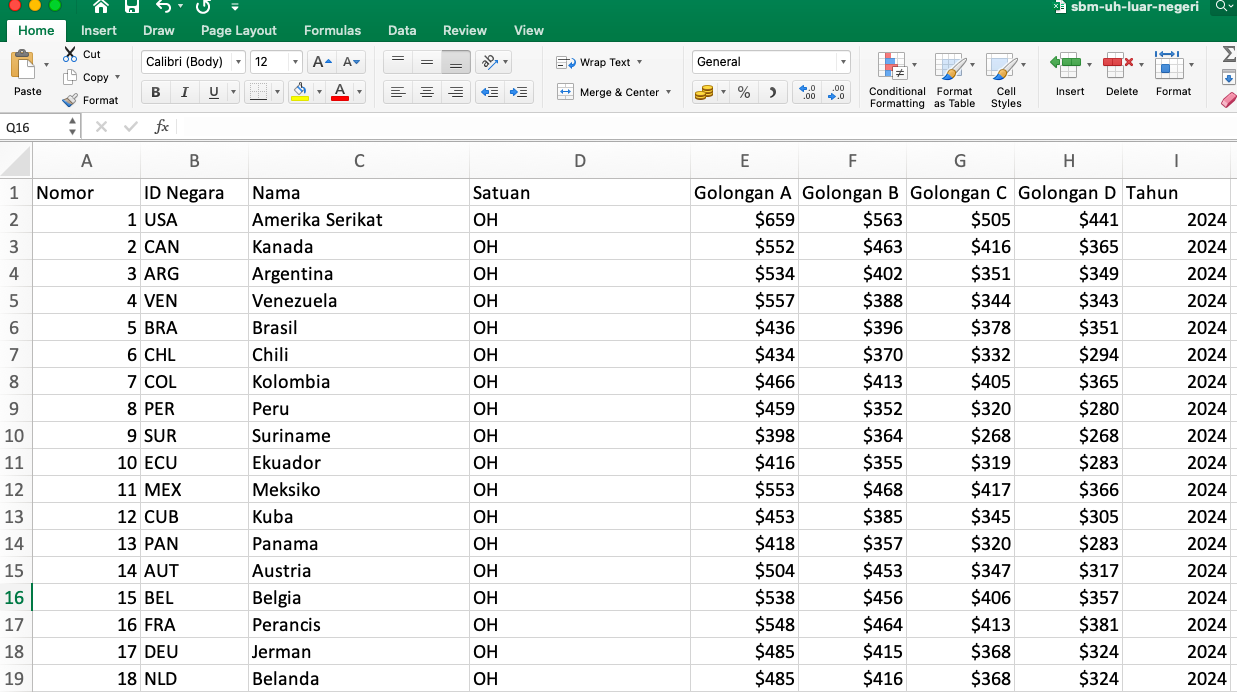 sbm-uh-luar-negeri
Home Insert Draw Page Layout Formulas Data Review View
Paste Cut Copy Format
Calibri (Body) 12 A A
B I U A
Wrap Text
Merge & Center
General
% .0 .00 .00 .0
Conditional Formatting Format as Table Cell Styles
Insert Delete Format
Q16 fx
A B C D E F G H I
1 Nomor ID Negara Nama Satuan Golongan A Golongan B Golongan C Golongan D Tahun
2 1 USA Amerika Serikat OH $659 $563 $505 $441 2024
3 2 CAN Kanada OH $552 $463 $416 $365 2024
4 3 ARG Argentina OH $534 $402 $351 $349 2024
5 4 VEN Venezuela OH $557 $388 $344 $343 2024
6 5 BRA Brasil OH $436 $396 $378 $351 2024
7 6 CHL Chili OH $434 $370 $332 $294 2024
8 7 COL Kolombia OH $466 $413 $405 $365 2024
9 8 PER Peru OH $459 $352 $320 $280 2024
10 9 SUR Suriname OH $398 $364 $268 $268 2024
11 10 ECU Ekuador OH $416 $355 $319 $283 2024
12 11 MEX Meksiko OH $553 $468 $417 $366 2024
13 12 CUB Kuba OH $453 $385 $345 $305 2024
14 13 PAN Panama OH $418 $357 $320 $283 2024
15 14 AUT Austria OH $504 $453 $347 $317 2024
16 15 BEL Belgia OH $538 $456 $406 $357 2024
17 16 FRA Perancis OH $548 $464 $413 $381 2024
18 17 DEU Jerman OH $485 $415 $368 $324 2024
19 18 NLD Belanda OH $485 $416 $368 $324 2024